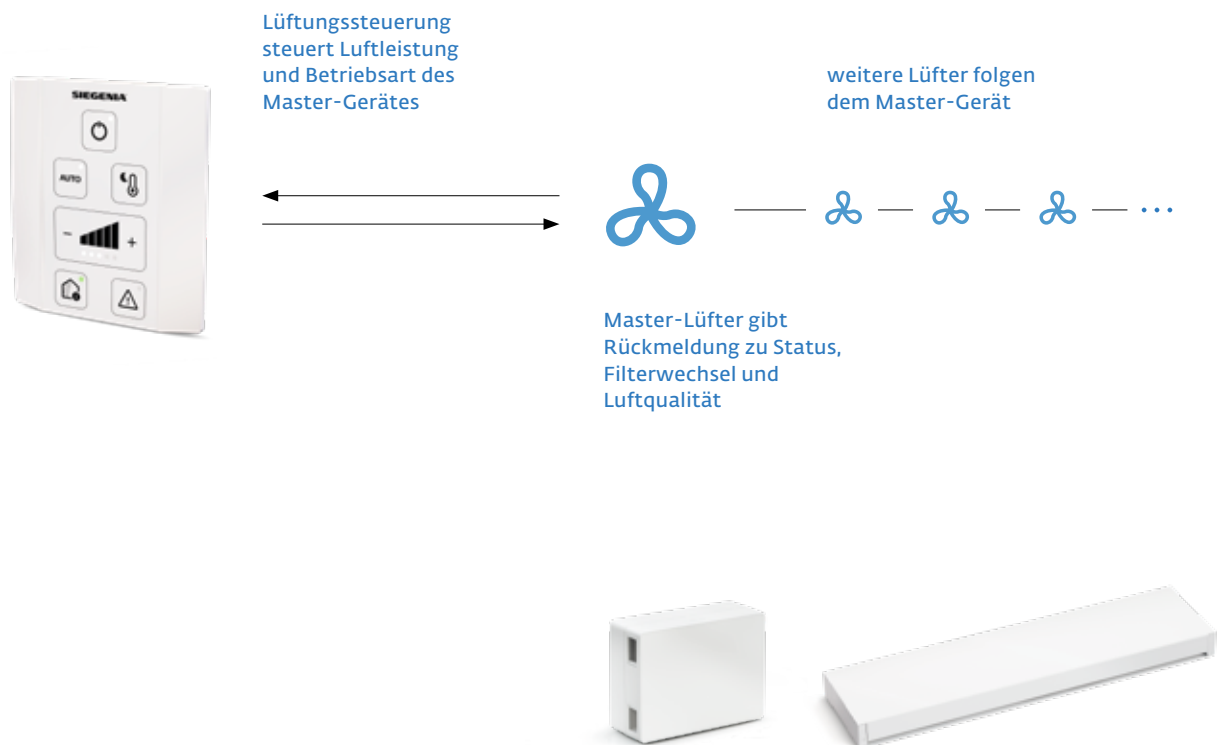 Lüftungssteuerung
steuert Luftleistung
und Betriebsart des
Master-Gerätes
weitere Lüfter folgen
dem Master-Gerät
SIEGENIA
AUTO
- +
Master-Lüfter gibt
Rückmeldung zu Status,
Filterwechsel und
Luftqualität